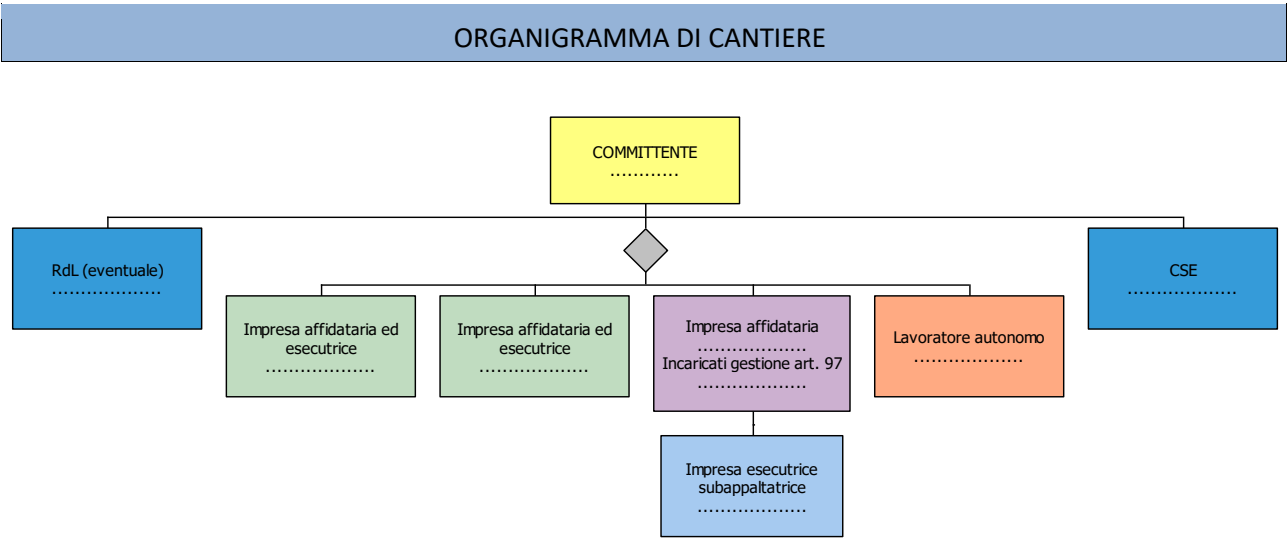 ORGANIGRAMMA DI CANTIERE
COMMITTENTE
............
RdL (eventuale)
...................
CSE
...................
Impresa affidataria ed
esecutrice
...................
Impresa affidataria ed
esecutrice
...................
Impresa affidataria
...................
Incaricati gestione art. 97
...................
Lavoratore autonomo
...................
Impresa esecutrice
subappaltatrice
...................